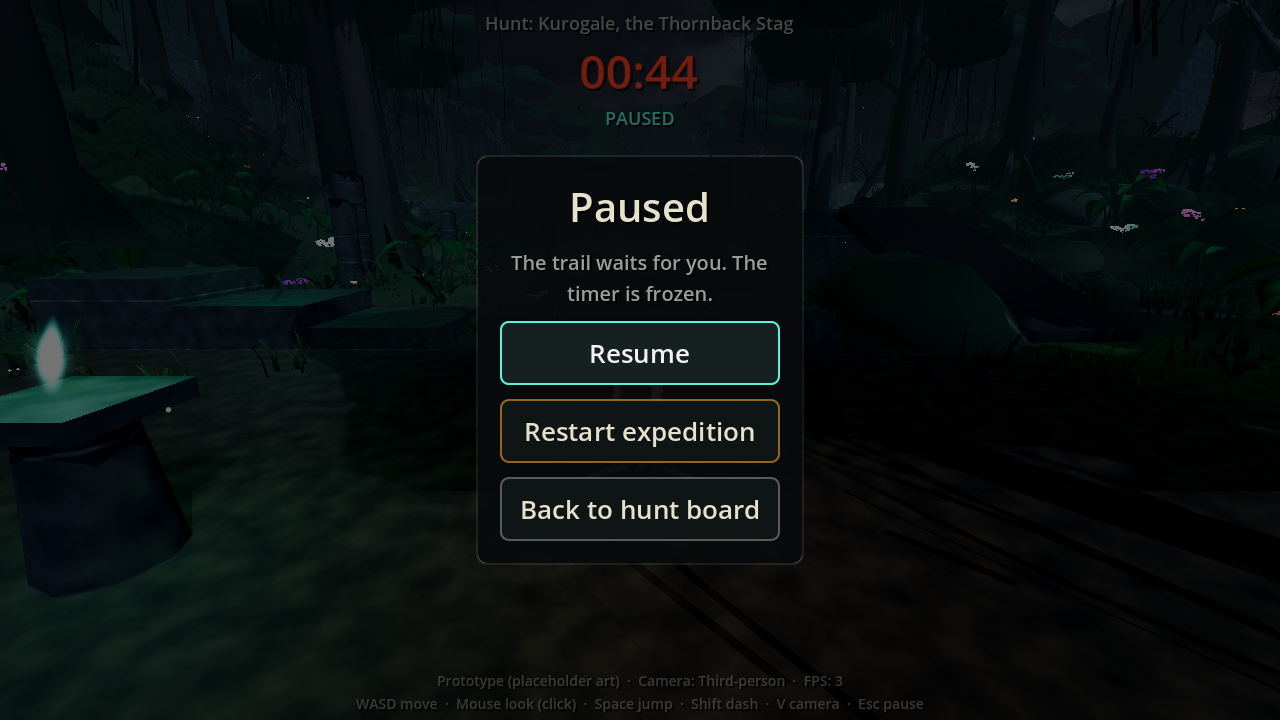 Hunt: Kurogale, the Thornback Stag
00:44
PAUSED
Paused
The trail waits for you. The
timer is frozen.
Resume
Restart expedition
Back to hunt board
Prototype (placeholder art) · Camera: Third-person · FPS: 3
WASD move · Mouse look (click) · Space jump · Shift dash · V camera · Esc pause